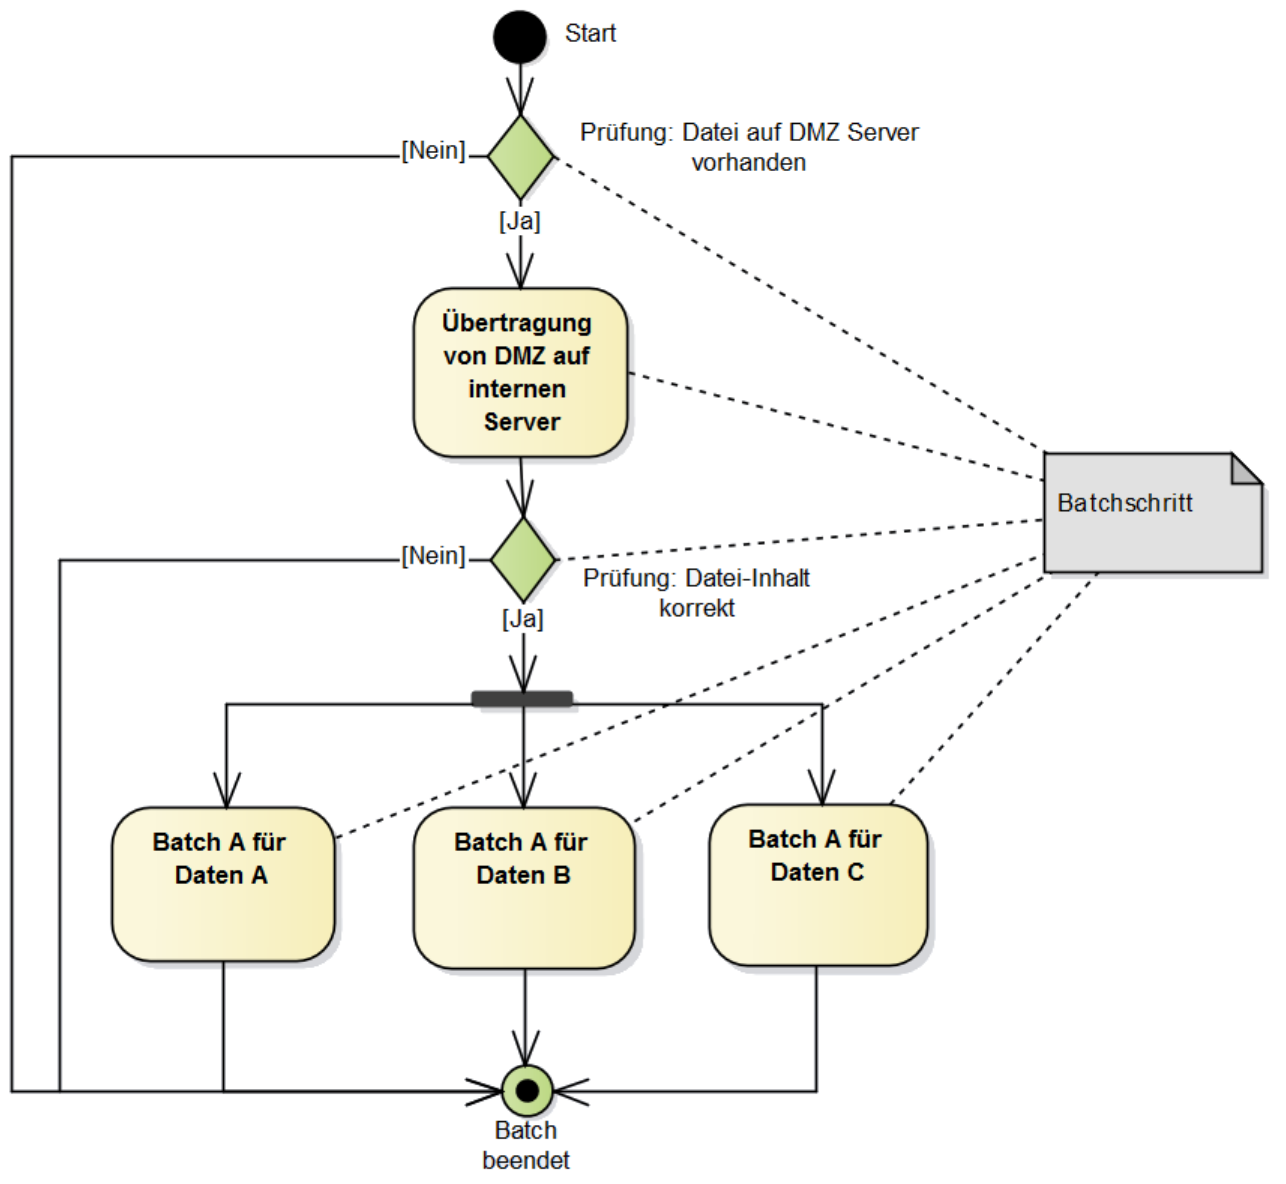 Start
Prüfung: Datei auf DMZ Server
vorhanden
[Nein]
[Ja]
Übertragung
von DMZ auf
internen
Server
Batchschritt
[Nein]
Prüfung: Datei-Inhalt
korrekt
[Ja]
Batch A für
Daten A
Batch A für
Daten B
Batch A für
Daten C
Batch
beendet